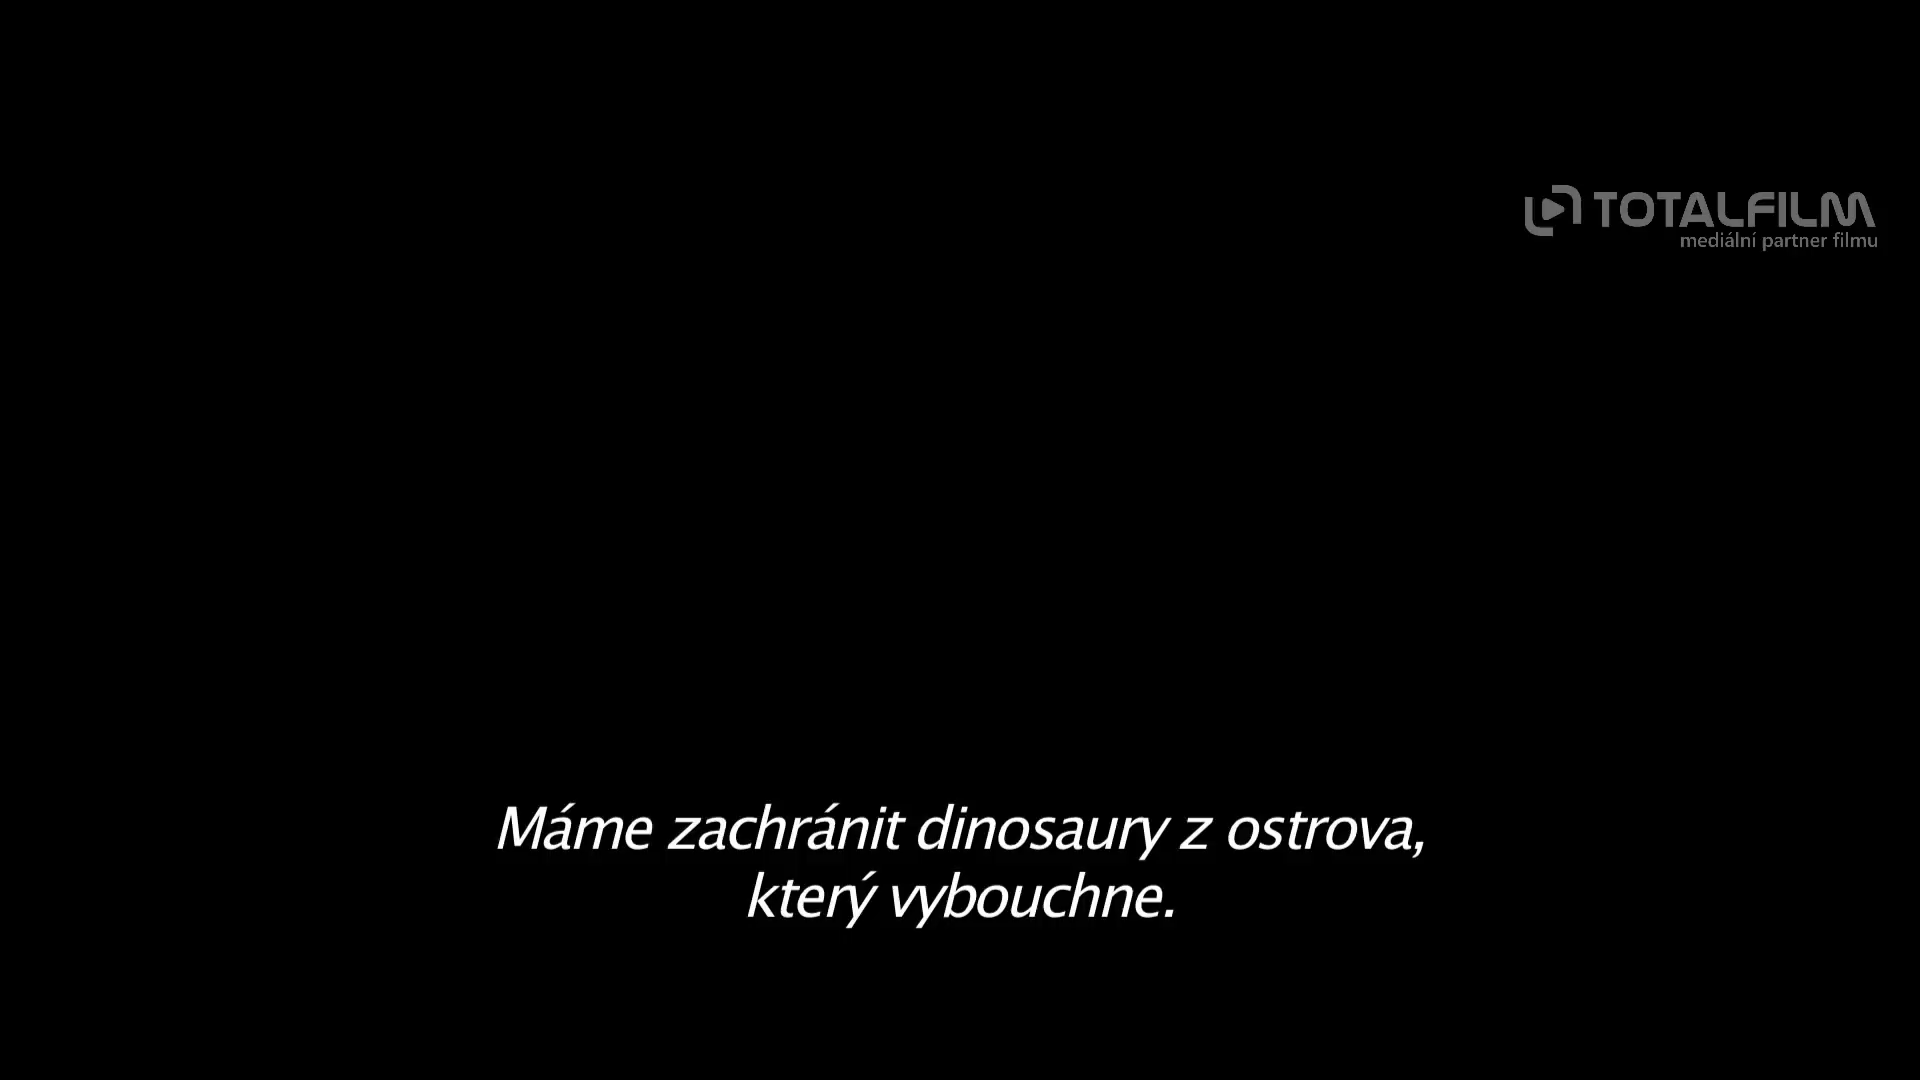 TOTALFILM
mediální partner filmu
Máme zachránit dinosaury z ostrova,
který vybouchne.